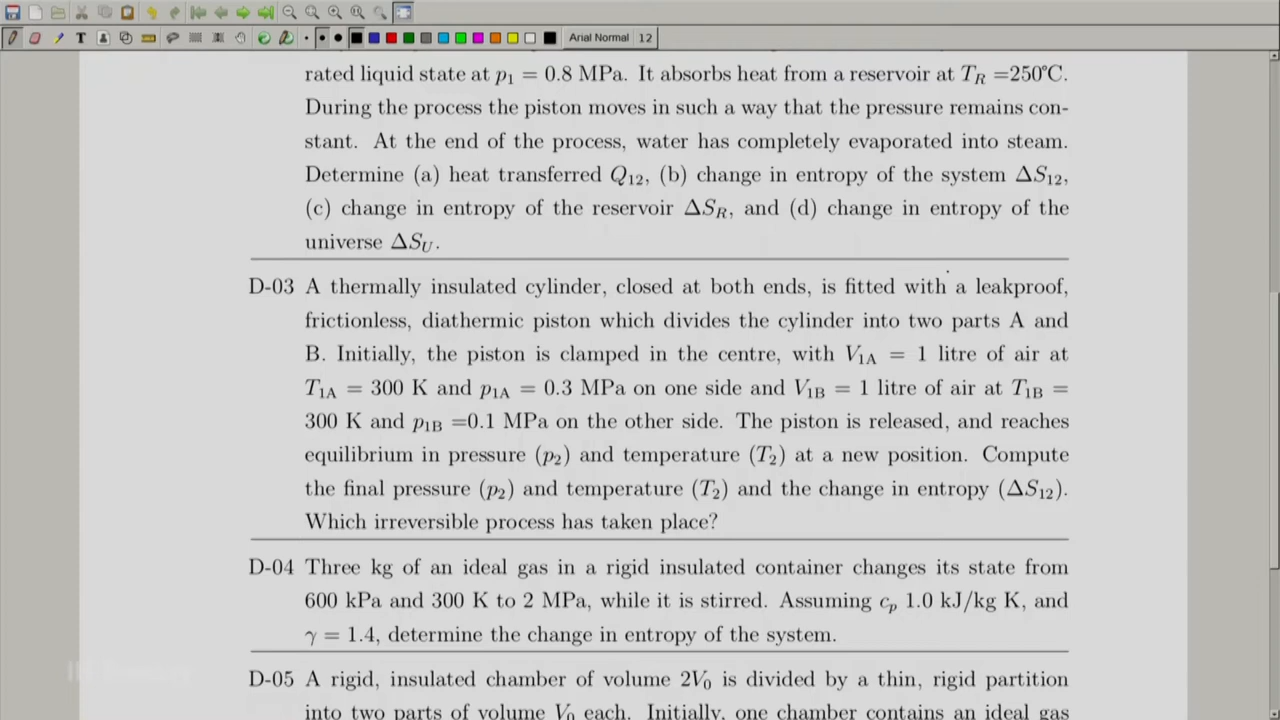 Arial Normal 12
rated liquid state at p1 = 0.8 MPa. It absorbs heat from a reservoir at TR =250°C.
During the process the piston moves in such a way that the pressure remains con-
stant. At the end of the process, water has completely evaporated into steam.
Determine (a) heat transferred Q12, (b) change in entropy of the system ΔS12,
(c) change in entropy of the reservoir ΔSR, and (d) change in entropy of the
universe ΔSU.
D-03 A thermally insulated cylinder, closed at both ends, is fitted with a leakproof,
frictionless, diathermic piston which divides the cylinder into two parts A and
B. Initially, the piston is clamped in the centre, with V1A = 1 litre of air at
T1A = 300 K and p1A = 0.3 MPa on one side and V1B = 1 litre of air at T1B =
300 K and p1B =0.1 MPa on the other side. The piston is released, and reaches
equilibrium in pressure (p2) and temperature (T2) at a new position. Compute
the final pressure (p2) and temperature (T2) and the change in entropy (ΔS12).
Which irreversible process has taken place?
D-04 Three kg of an ideal gas in a rigid insulated container changes its state from
600 kPa and 300 K to 2 MPa, while it is stirred. Assuming cp 1.0 kJ/kg K, and
γ = 1.4, determine the change in entropy of the system.
D-05 A rigid, insulated chamber of volume 2V0 is divided by a thin, rigid partition
into two parts of volume V0 each. Initially, one chamber contains an ideal gas